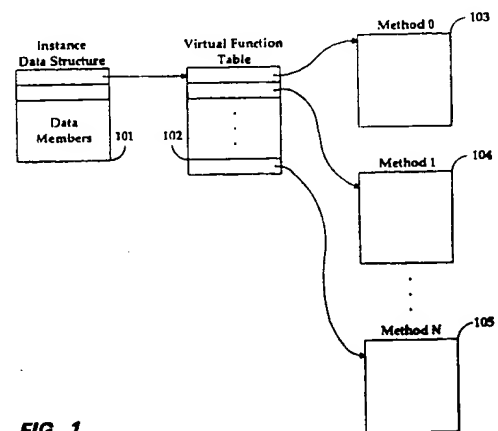 Instance
Data Structure
Data
Members
101
Virtual Function
Table
102
Method 0
103
Method 1
104
Method N
105
FIG. 1